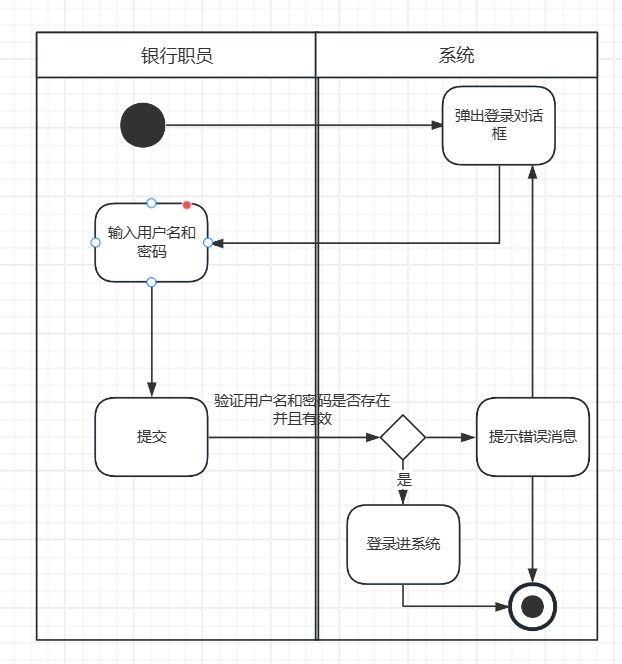 银行职员
系统
弹出登录对话
框
输入用户名和
密码
验证用户名和密码是否存在
并且有效
提交
提示错误消息
是
登录进系统